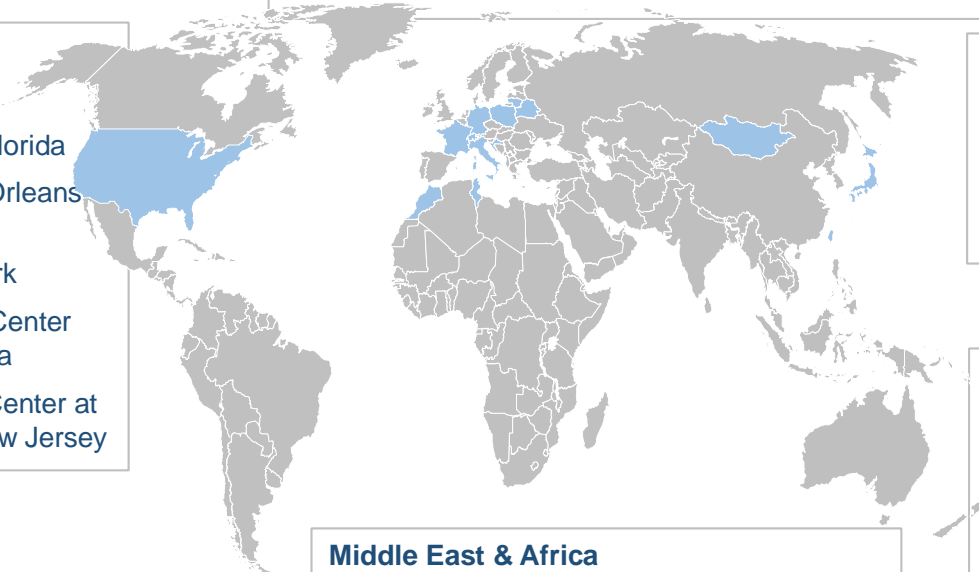 lorida
Orleans
rk
Center
a
Center at
w Jersey
Middle East & Africa